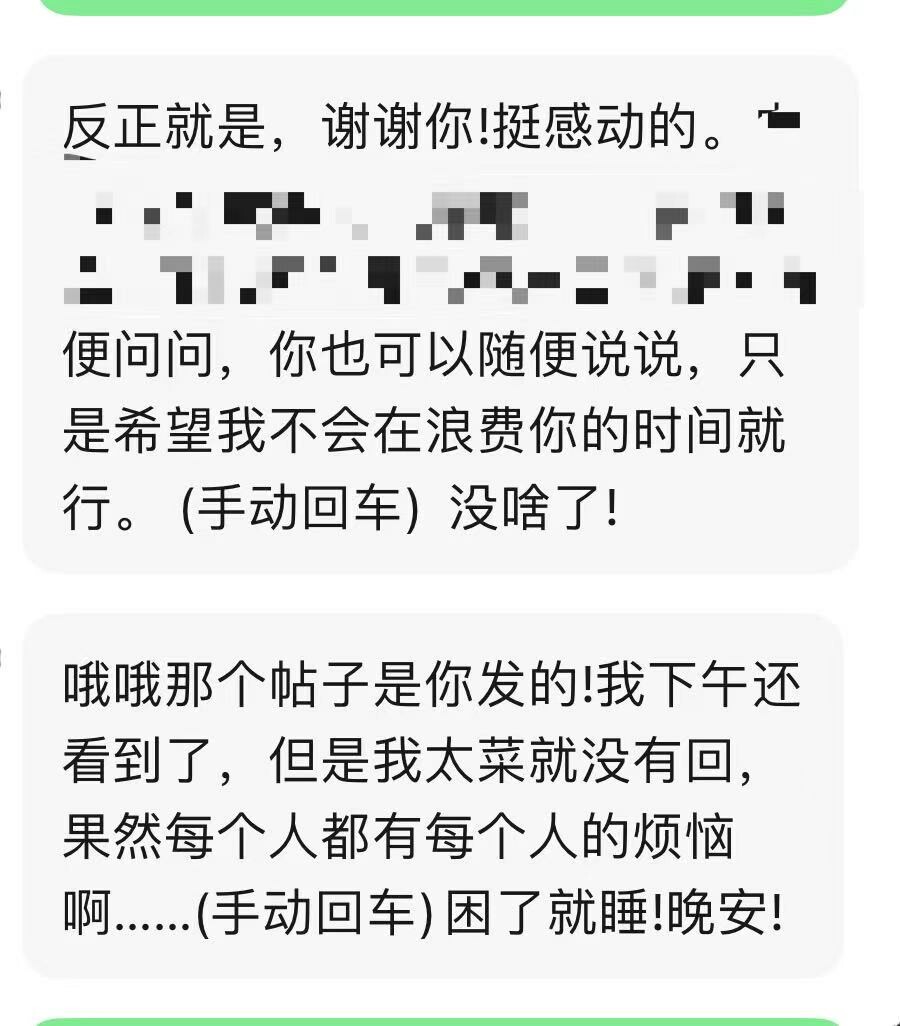 反正就是，谢谢你!挺感动的。
便问问，你也可以随便说说，只
是希望我不会在浪费你的时间就
行。 (手动回车) 没啥了!
哦哦那个帖子是你发的!我下午还
看到了，但是我太菜就没有回，
果然每个人都有每个人的烦恼
啊……(手动回车) 困了就睡!晚安!